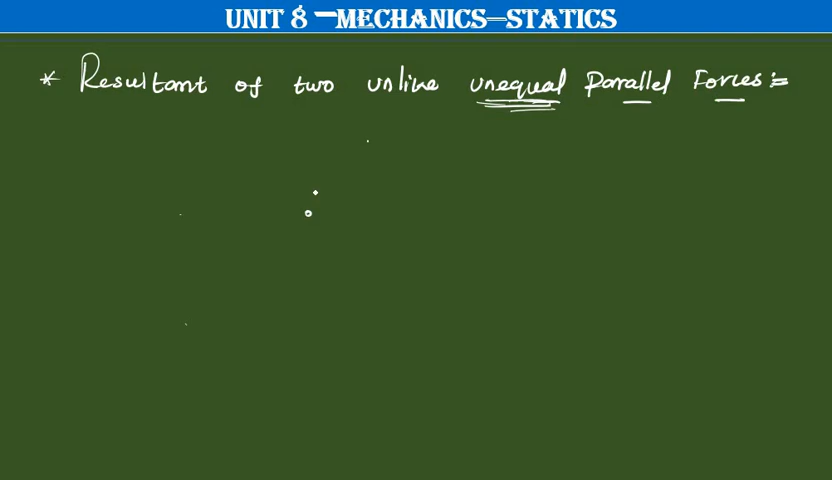 UNIT 8 –MECHANICS–STATICS
* Resultant of two unlike unequal Parallel Forces:=